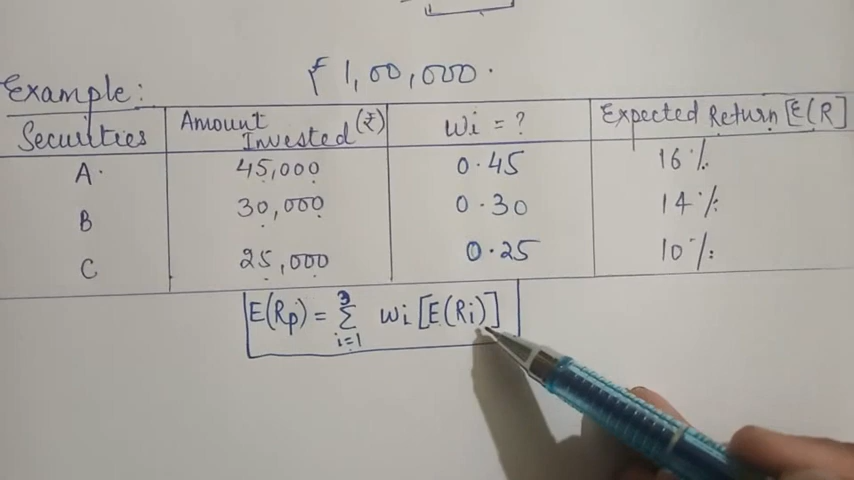 ₹ 1,00,000.
Example:
Securities Amount Invested (₹) Wi = ? Expected Return [E(R]
A. 45,000 0.45 16%
B 30,000 0.30 14%
C 25,000 0.25 10%
E(Rp) = 3 Σ i=1 Wi [E(Ri)]